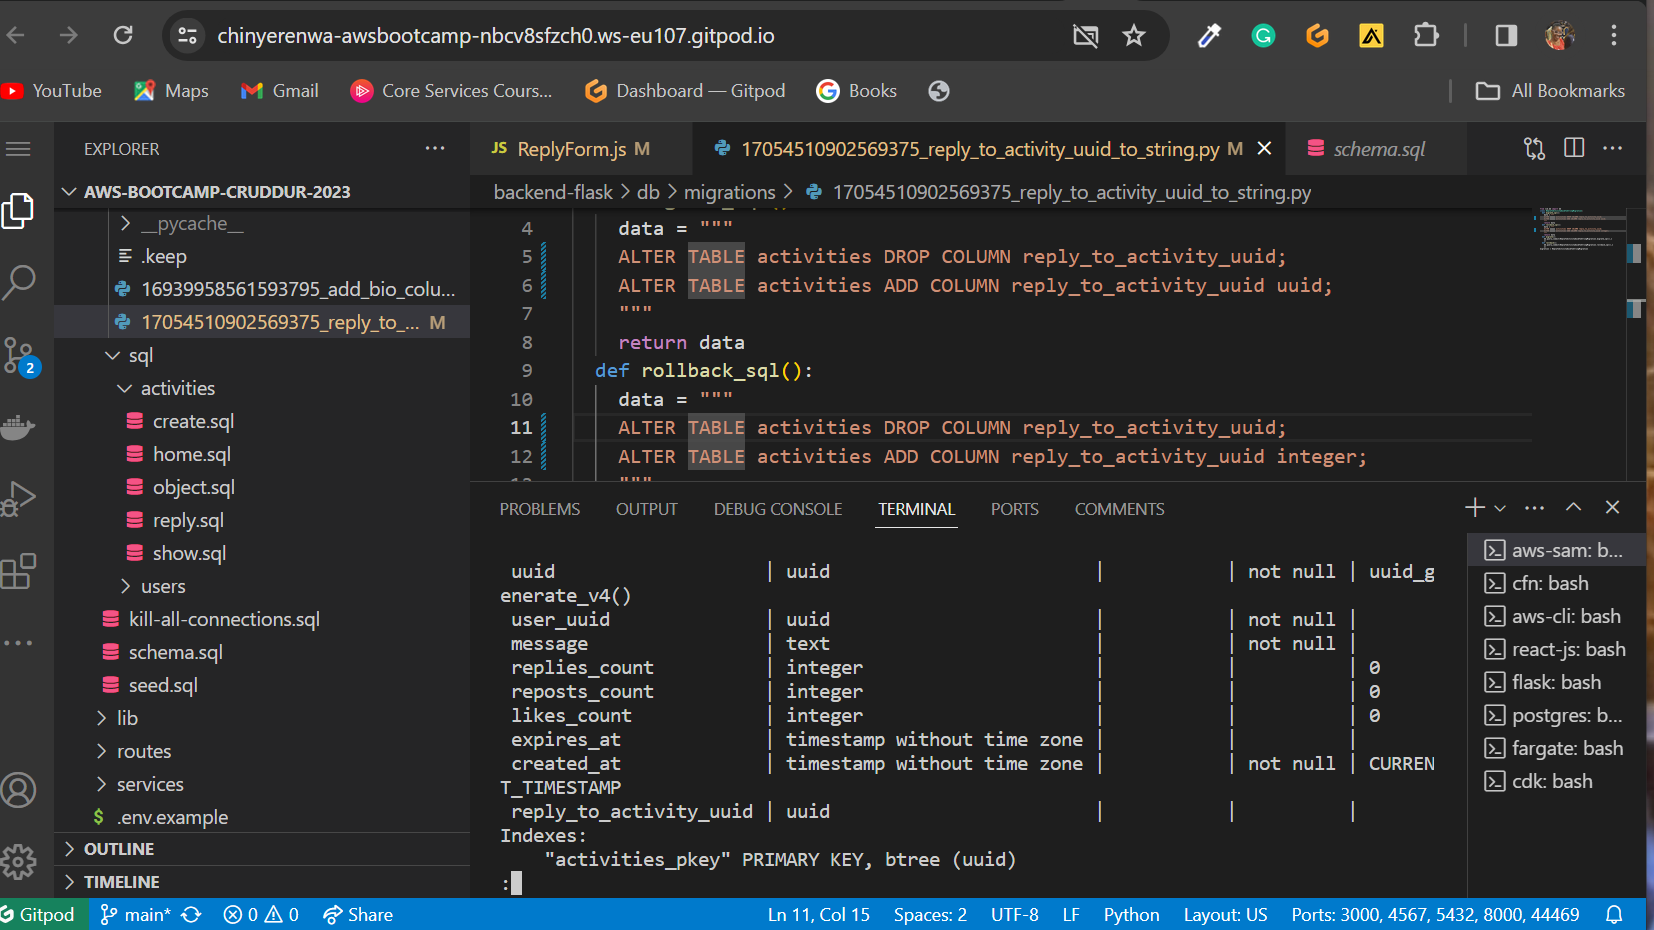 chinyerenwa-awsbootcamp-nbcv8sfzch0.ws-eu107.gitpod.io
YouTube Maps Gmail Core Services Cours... Dashboard — Gitpod Books All Bookmarks
EXPLORER
AWS-BOOTCAMP-CRUDDUR-2023
__pycache__
.keep
16939958561593795_add_bio_colu...
17054510902569375_reply_to_... M
sql
activities
create.sql
home.sql
object.sql
reply.sql
show.sql
users
kill-all-connections.sql
schema.sql
seed.sql
lib
routes
services
$ .env.example
OUTLINE
TIMELINE
2
JS ReplyForm.js M
17054510902569375_reply_to_activity_uuid_to_string.py M
schema.sql
backend-flask > db > migrations > 17054510902569375_reply_to_activity_uuid_to_string.py
4 data = """
5 ALTER TABLE activities DROP COLUMN reply_to_activity_uuid;
6 ALTER TABLE activities ADD COLUMN reply_to_activity_uuid uuid;
7 """
8 return data
9 def rollback_sql():
10 data = """
11 ALTER TABLE activities DROP COLUMN reply_to_activity_uuid;
12 ALTER TABLE activities ADD COLUMN reply_to_activity_uuid integer;
PROBLEMS OUTPUT DEBUG CONSOLE TERMINAL PORTS COMMENTS
uuid | uuid | | not null | uuid_g
enerate_v4()
user_uuid | uuid | | not null |
message | text | | not null |
replies_count | integer | | | 0
reposts_count | integer | | | 0
likes_count | integer | | | 0
expires_at | timestamp without time zone | | |
created_at | timestamp without time zone | | not null | CURREN
T_TIMESTAMP
reply_to_activity_uuid | uuid | | |
Indexes:
"activities_pkey" PRIMARY KEY, btree (uuid)
:
aws-sam: b...
cfn: bash
aws-cli: bash
react-js: bash
flask: bash
postgres: b...
fargate: bash
cdk: bash
Gitpod main* 0 0 Share Ln 11, Col 15 Spaces: 2 UTF-8 LF Python Layout: US Ports: 3000, 4567, 5432, 8000, 44469